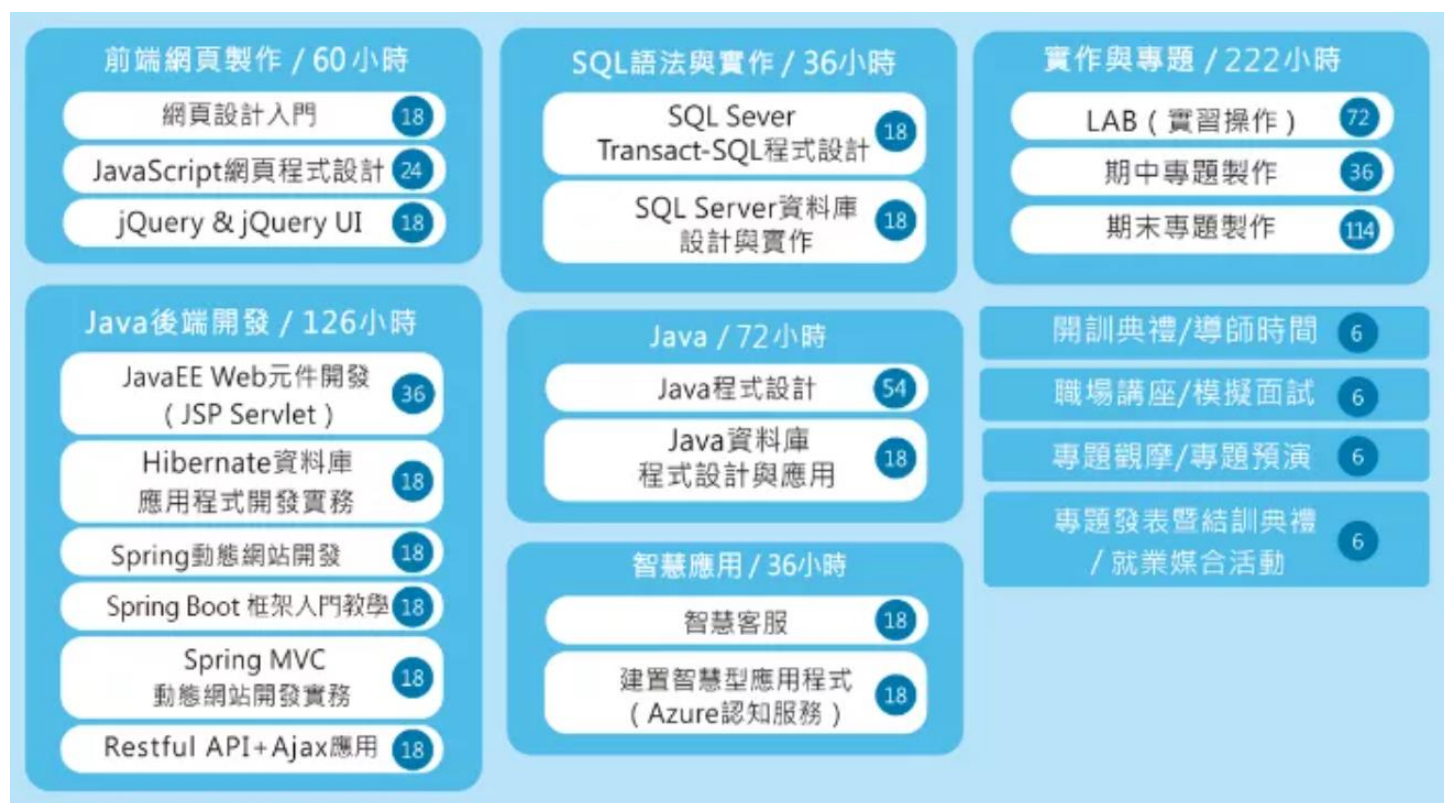 前端網頁製作 / 60小時
網頁設計入門 18
JavaScript網頁程式設計 24
jQuery & jQuery UI 18
Java後端開發 / 126小時
JavaEE Web元件開發
( JSP Servlet ) 36
Hibernate資料庫
應用程式開發實務 18
Spring動態網站開發 18
Spring Boot 框架入門教學 18
Spring MVC
動態網站開發實務 18
Restful API+Ajax應用 18
SQL語法與實作 / 36小時
SQL Sever
Transact-SQL程式設計 18
SQL Server資料庫
設計與實作 18
Java / 72小時
Java程式設計 54
Java資料庫
程式設計與應用 18
智慧應用 / 36小時
智慧客服 18
建置智慧型應用程式
( Azure認知服務 ) 18
實作與專題 / 222小時
LAB ( 實習操作 ) 72
期中專題製作 36
期末專題製作 114
開訓典禮/導師時間 6
職場講座/模擬面試 6
專題觀摩/專題預演 6
專題發表暨結訓典禮
/ 就業媒合活動 6